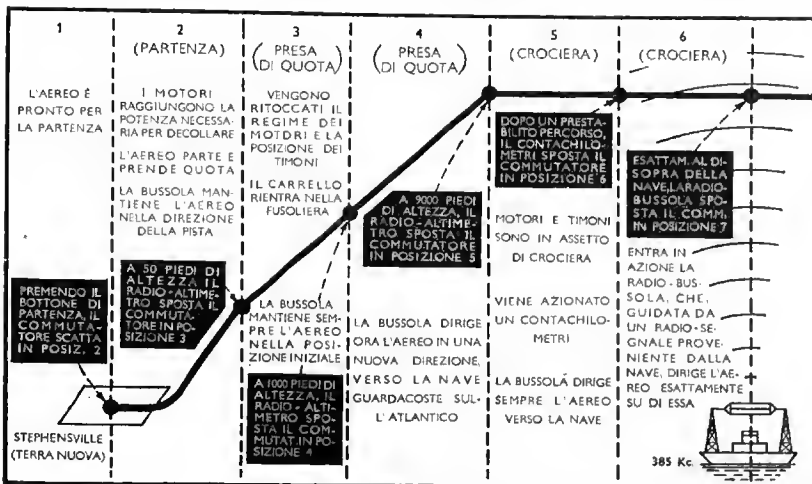 1
L'AEREO È
PRONTO PER
LA PARTENZA
PREMENDO IL
BOTTONE DI
PARTENZA, IL
COMMUTA-
TORE SCATTA
IN POSIZ. 2
STEPHENSVILLE
(TERRA NUOVA)
2
(PARTENZA)
I MOTORI
RAGGIUNGONO LA
POTENZA NECESSA-
RIA PER DECOLLARE
L'AEREO PARTE E
PRENDE QUOTA
LA BUSSOLA MAN-
TIENE L'AEREO
NELLA DIREZIONE
DELLA PISTA
A 50 PIEDI DI
ALTEZZA IL
RADIO-ALTIME-
TRO SPOSTA IL
COMMUTA-
TORE IN PO-
SIZIONE 3
3
(PRESA
DI QUOTA)
VENGONO
RITOCCATI IL
REGIME DEI
MOTORI E LA
POSIZIONE DEI
TIMONI
IL CARRELLO
RIENTRA NELLA
FUSOLIERA
LA BUSSOLA
MANTIENE SEM-
PRE L'AEREO
NELLA POSI-
ZIONE INIZIALE
A 1000 PIEDI DI
ALTEZZA, IL
RADIO-ALTI-
METRO SPO-
STA IL COM-
MUTAT. IN PO-
SIZIONE 4
4
(PRESA
DI QUOTA)
A 9000 PIEDI
DI ALTEZZA, IL
RADIO-ALTIME-
TRO SPOSTA IL
COMMUTATORE
IN POSIZIONE 5
LA BUSSOLA DIRIGE
ORA L'AEREO IN UNA
NUOVA DIREZIONE,
VERSO LA NAVE
GUARDACOSTE SUL-
L'ATLANTICO
5
(CROCIERA)
DOPO UN PRESTA-
BILITO PERCORSO,
IL CONTACHILO-
METRI SPOSTA IL
COMMUTATORE
IN POSIZIONE 6
MOTORI E TIMONI
SONO IN ASSETTO
DI CROCIERA
VIENE AZIONATO
UN CONTACHILO-
METRI
LA BUSSOLA DIRIGE
SEMPRE L'AEREO
VERSO LA NAVE
6
(CROCIERA)
ESATTAM. AL DI-
SOPRA DELLA
NAVE, LA RADIO-
BUSSOLA SPO-
STA IL COMM.
IN POSIZIONE 7
ENTRA IN
AZIONE LA
RADIO-BUS-
SOLA, CHE,
GUIDATA DA
UN RADIO-SE-
GNALE PROVE-
NIENTE DALLA
NAVE, DIRIGE L'AE-
REO ESATTAMENTE
SU DI ESSA
385 Kc.